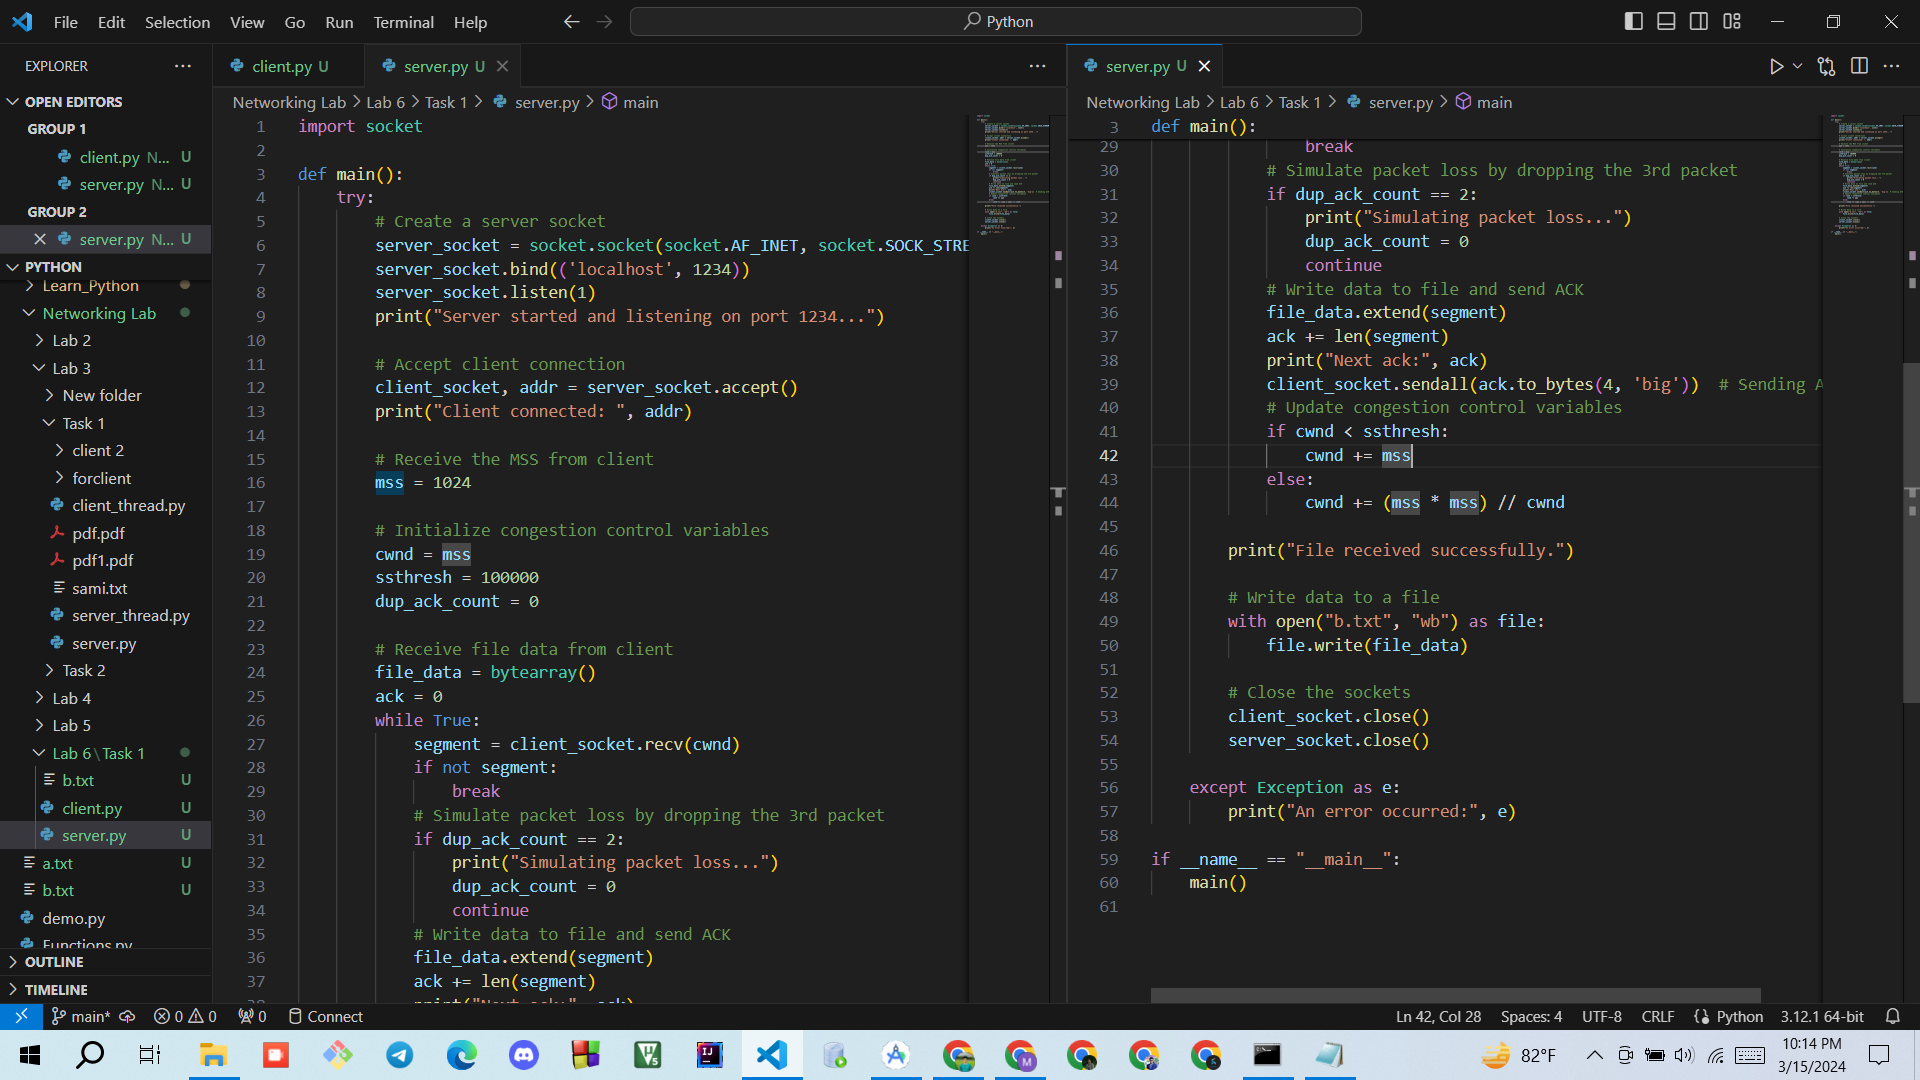 File Edit Selection View Go Run Terminal Help
Python
EXPLORER
OPEN EDITORS
GROUP 1
client.py N... U
server.py N... U
GROUP 2
server.py N... U
PYTHON
Learn_Python
Networking Lab
Lab 2
Lab 3
New folder
Task 1
client 2
forclient
client_thread.py
pdf.pdf
pdf1.pdf
sami.txt
server_thread.py
server.py
Task 2
Lab 4
Lab 5
Lab 6\Task 1
b.txt U
client.py U
server.py U
a.txt U
b.txt U
demo.py
Functions.py
OUTLINE
TIMELINE
client.py U server.py U
Networking Lab > Lab 6 > Task 1 > server.py > main
1 import socket
2
3 def main():
4 try:
5 # Create a server socket
6 server_socket = socket.socket(socket.AF_INET, socket.SOCK_STRE
7 server_socket.bind(('localhost', 1234))
8 server_socket.listen(1)
9 print("Server started and listening on port 1234...")
10
11 # Accept client connection
12 client_socket, addr = server_socket.accept()
13 print("Client connected: ", addr)
14
15 # Receive the MSS from client
16 mss = 1024
17
18 # Initialize congestion control variables
19 cwnd = mss
20 ssthresh = 100000
21 dup_ack_count = 0
22
23 # Receive file data from client
24 file_data = bytearray()
25 ack = 0
26 while True:
27 segment = client_socket.recv(cwnd)
28 if not segment:
29 break
30 # Simulate packet loss by dropping the 3rd packet
31 if dup_ack_count == 2:
32 print("Simulating packet loss...")
33 dup_ack_count = 0
34 continue
35 # Write data to file and send ACK
36 file_data.extend(segment)
37 ack += len(segment)
38 print("Next ack:", ack)
server.py U
Networking Lab > Lab 6 > Task 1 > server.py > main
3 def main():
29 break
30 # Simulate packet loss by dropping the 3rd packet
31 if dup_ack_count == 2:
32 print("Simulating packet loss...")
33 dup_ack_count = 0
34 continue
35 # Write data to file and send ACK
36 file_data.extend(segment)
37 ack += len(segment)
38 print("Next ack:", ack)
39 client_socket.sendall(ack.to_bytes(4, 'big')) # Sending A
40 # Update congestion control variables
41 if cwnd < ssthresh:
42 cwnd += mss
43 else:
44 cwnd += (mss * mss) // cwnd
45
46 print("File received successfully.")
47
48 # Write data to a file
49 with open("b.txt", "wb") as file:
50 file.write(file_data)
51
52 # Close the sockets
53 client_socket.close()
54 server_socket.close()
55
56 except Exception as e:
57 print("An error occurred:", e)
58
59 if __name__ == "__main__":
60 main()
61
main* 0 0 0 Connect
Ln 42, Col 28 Spaces: 4 UTF-8 CRLF Python 3.12.1 64-bit
82°F
10:14 PM
3/15/2024